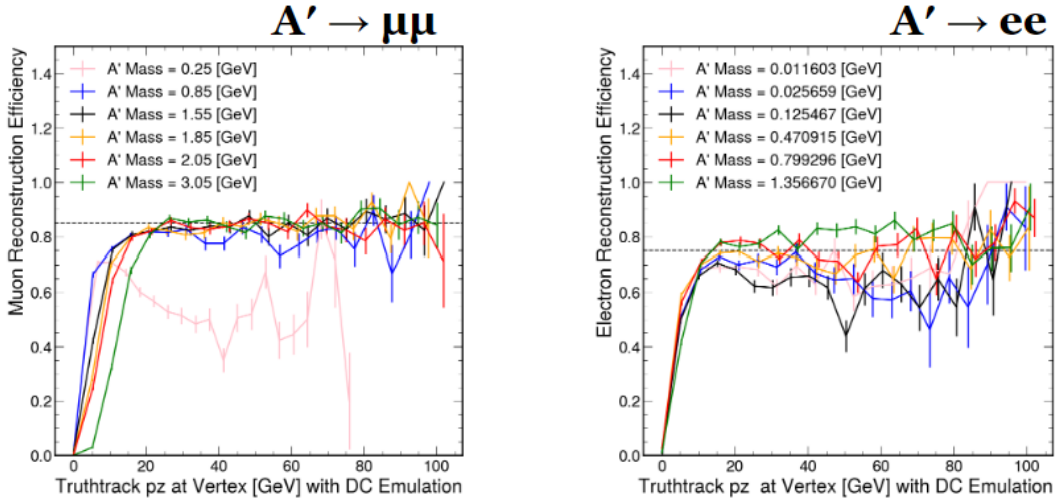 A′ → μμ
1.4
1.2
1.0
0.8
0.6
0.4
0.2
0.0
Muon Reconstruction Efficiency
A' Mass = 0.25 [GeV]
A' Mass = 0.85 [GeV]
A' Mass = 1.55 [GeV]
A' Mass = 1.85 [GeV]
A' Mass = 2.05 [GeV]
A' Mass = 3.05 [GeV]
0 20 40 60 80 100
Truthtrack pz at Vertex [GeV] with DC Emulation
A′ → ee
1.4
1.2
1.0
0.8
0.6
0.4
0.2
0.0
Electron Reconstruction Efficiency
A' Mass = 0.011603 [GeV]
A' Mass = 0.025659 [GeV]
A' Mass = 0.125467 [GeV]
A' Mass = 0.470915 [GeV]
A' Mass = 0.799296 [GeV]
A' Mass = 1.356670 [GeV]
0 20 40 60 80 100
Truthtrack pz at Vertex [GeV] with DC Emulation